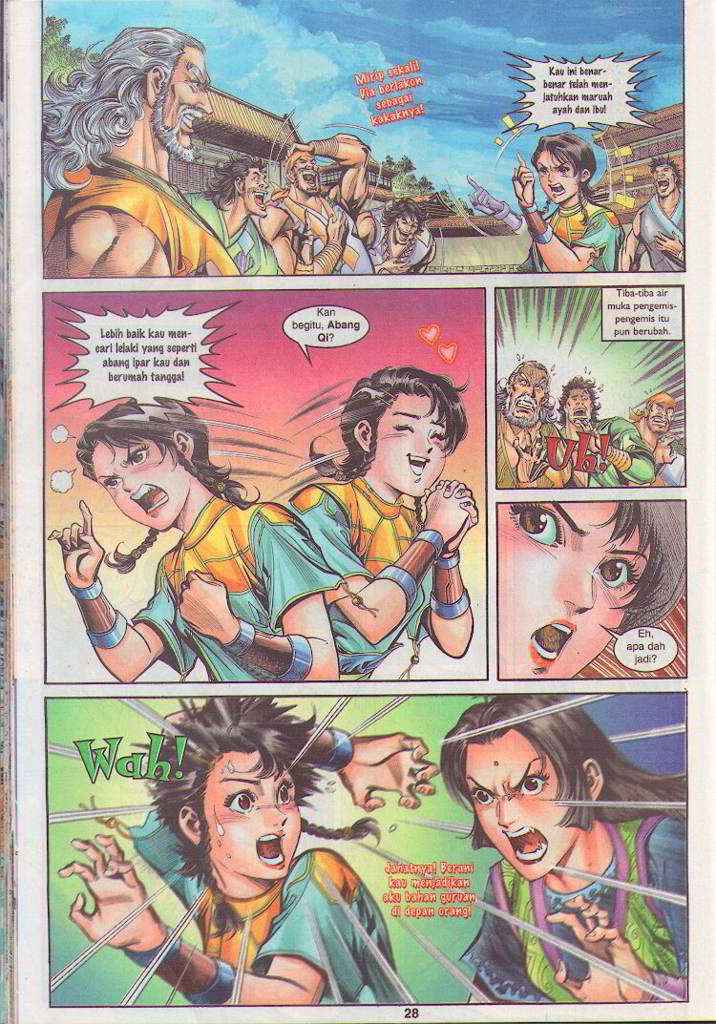 Mirip sekali!
Dia berlakon
sebagai
kakaknya!
Kau ini benar-
benar telah men-
jatuhkan maruah
ayah dan ibu!
Lebih baik kau men-
cari lelaki yang seperti
abang ipar kau dan
berumah tangga!
Kan
begitu, Abang
Qi?
Tiba-tiba air
muka pengemis-
pengemis itu
pun berubah.
Uh!
Eh,
apa dah
jadi?
Wah!
Jahatnya! Berani
kau menjadikan
aku bahan gurauan
di depan orang!
28